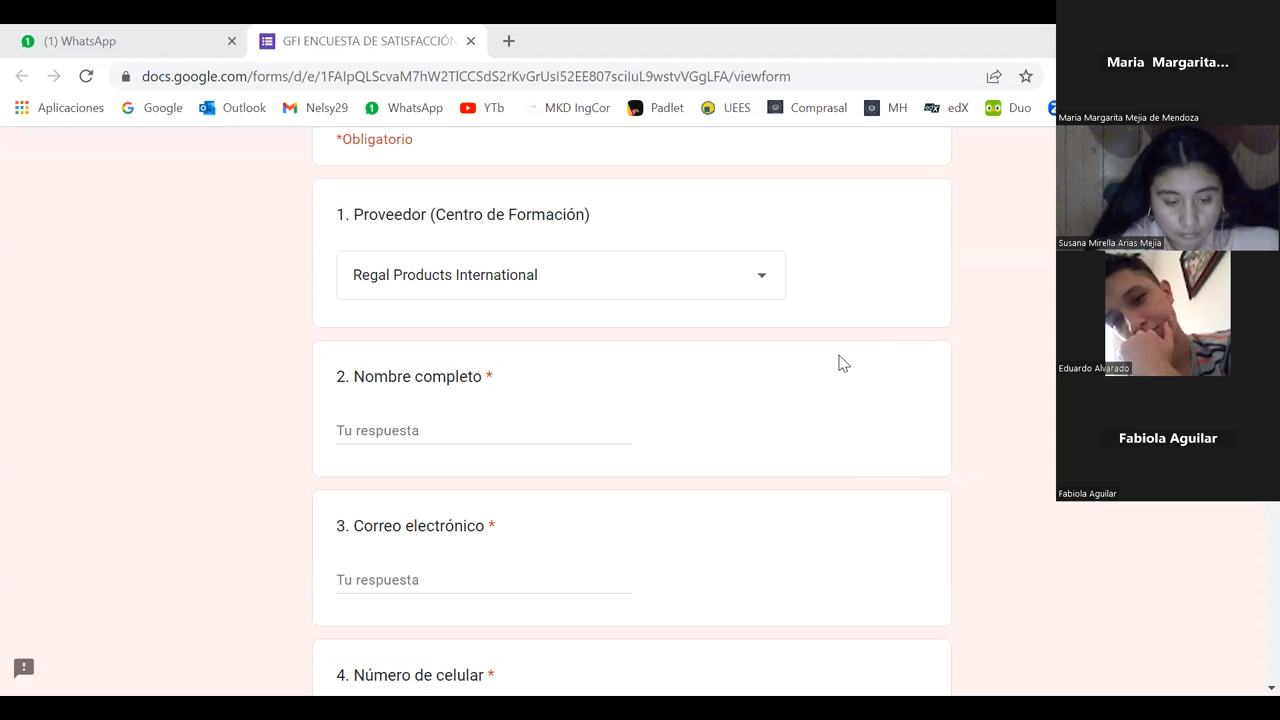 (1) WhatsApp
GFI ENCUESTA DE SATISFACCIÓN
docs.google.com/forms/d/e/1FAIpQLScvaM7hW2TlCCSdS2rKvGrUsI52EE807sciIuL9wstvVGgLFA/viewform
Aplicaciones Google Outlook Nelsy29 WhatsApp YTb MKD IngCor Padlet UEES Comprasal MH edX Duo
*Obligatorio
1. Proveedor (Centro de Formación)
Regal Products International
2. Nombre completo *
Tu respuesta
3. Correo electrónico *
Tu respuesta
4. Número de celular *
Maria Margarita...
Maria Margarita Mejia de Mendoza
Susana Mirella Arias Mejía
Eduardo Alvarado
Fabiola Aguilar
Fabiola Aguilar